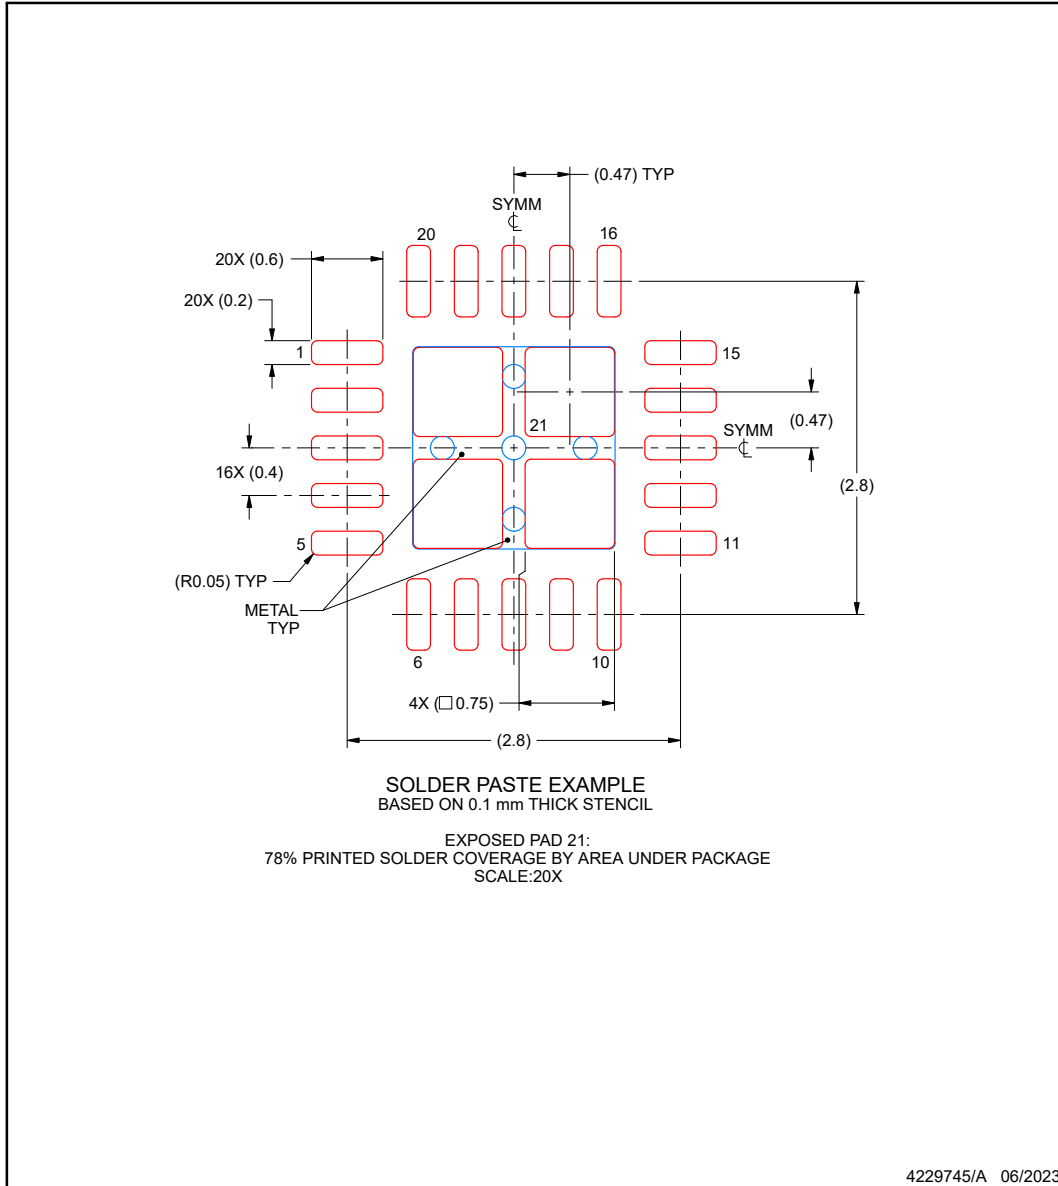 (0.47) TYP
SYMM
℄
20
16
20X (0.6)
20X (0.2)
1
15
21
(0.47)
SYMM
℄
16X (0.4)
(2.8)
5
11
(R0.05) TYP
METAL
TYP
6
10
4X (□ 0.75)
(2.8)
SOLDER PASTE EXAMPLE
BASED ON 0.1 mm THICK STENCIL
EXPOSED PAD 21:
78% PRINTED SOLDER COVERAGE BY AREA UNDER PACKAGE
SCALE:20X
4229745/A 06/2023